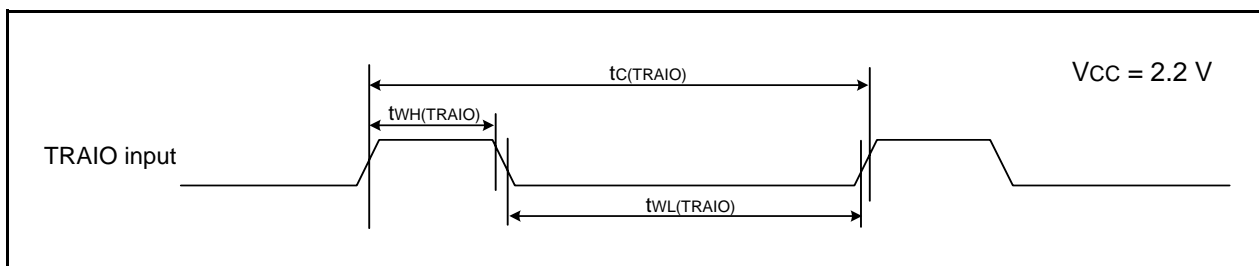 tC(TRAIO)
VCC = 2.2 V
tWH(TRAIO)
TRAIO input
tWL(TRAIO)